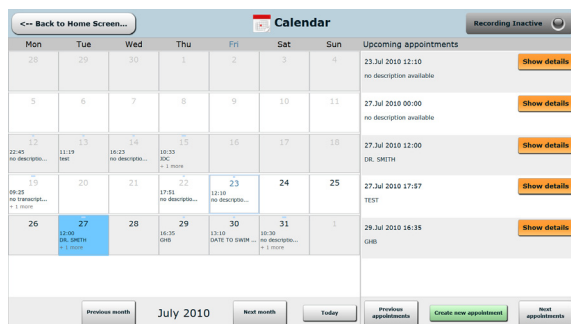 <-- Back to Home Screen...
Calendar
Recording Inactive
Mon Tue Wed Thu Fri Sat Sun
28 29 30 1 2 3 4
5 6 7 8 9 10 11
12 13 14 15 16 17 18
22:45 11:19 16:23 10:33
no descriptio... test no descriptio... JDC
+ 1 more
19 20 21 22 23 24 25
09:25 17:51 12:10
no transcript... no descriptio... no descriptio...
+ 1 more
26 27 28 29 30 31 1
12:00 16:35 13:10 10:30
DR. SMITH GHB DATE TO SWIM ... no descriptio...
+ 1 more + 1 more
Previous month
July 2010
Next month
Today
Upcoming appointments
23.Jul 2010 12:10
Show details
no description available
27.Jul 2010 00:00
Show details
no description available
27.Jul 2010 12:00
Show details
DR. SMITH
27.Jul 2010 17:57
Show details
TEST
29.Jul 2010 16:35
Show details
GHB
Previous
appointments
Create new appointment
Next
appointments